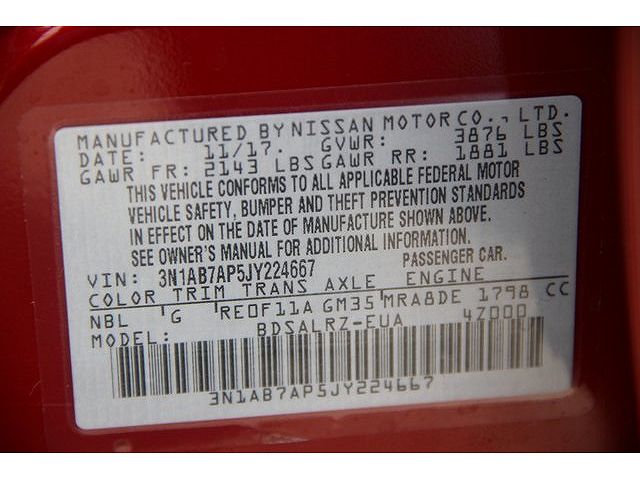 MANUFACTURED BY NISSAN MOTOR CO., LTD.
DATE: 11/17. GVWR: 3876 LBS
GAWR FR: 2143 LBS GAWR RR: 1881 LBS
THIS VEHICLE CONFORMS TO ALL APPLICABLE FEDERAL MOTOR
VEHICLE SAFETY, BUMPER AND THEFT PREVENTION STANDARDS
IN EFFECT ON THE DATE OF MANUFACTURE SHOWN ABOVE.
SEE OWNER'S MANUAL FOR ADDITIONAL INFORMATION.
VIN: 3N1AB7AP5JY224667 PASSENGER CAR.
COLOR TRIM TRANS AXLE ENGINE
NBL G RE0F11A GM35 MRA8DE 1798 CC
MODEL: BDSALRZ-EUA 4Z000
3N1AB7AP5JY224667